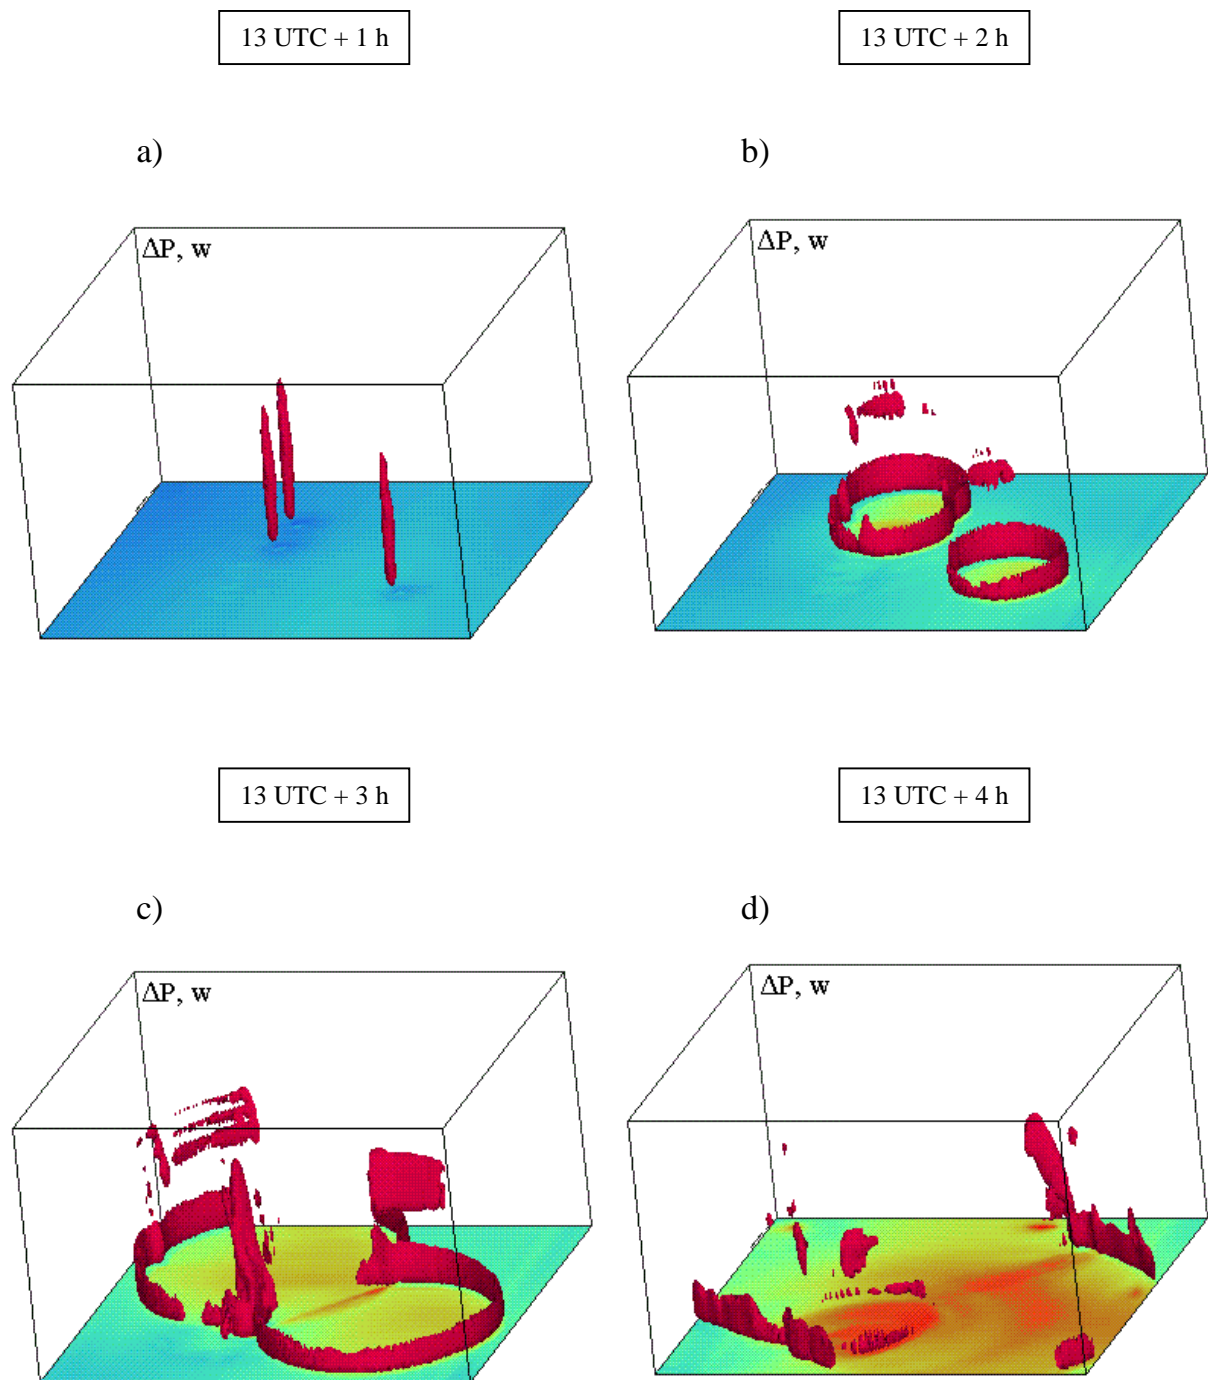 13 UTC + 1 h
13 UTC + 2 h
a)
b)
ΔP, w
ΔP, w
13 UTC + 3 h
13 UTC + 4 h
c)
d)
ΔP, w
ΔP, w